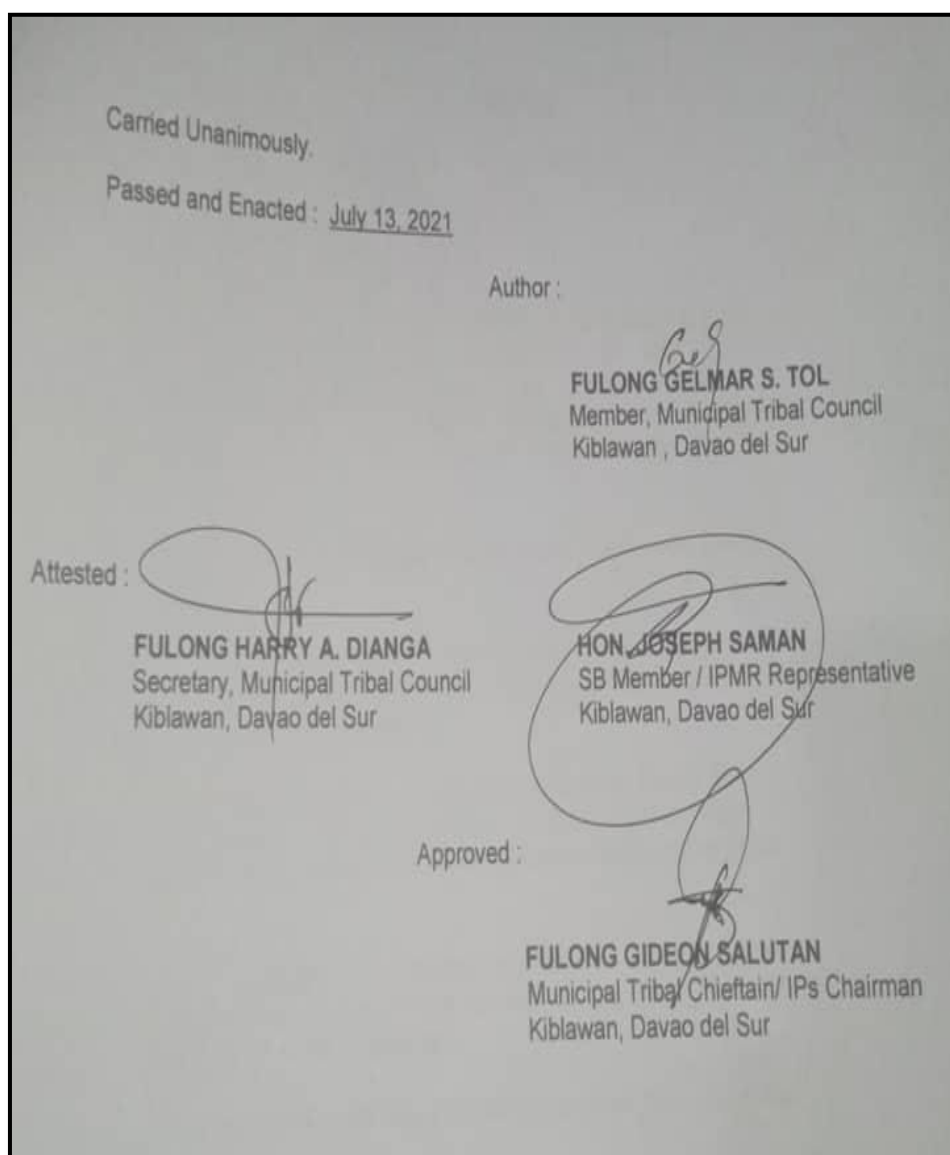 Carried Unanimously.
Passed and Enacted : July 13, 2021
Author :
FULONG GELMAR S. TOL
Member, Municipal Tribal Council
Kiblawan , Davao del Sur
Attested :
FULONG HARRY A. DIANGA
Secretary, Municipal Tribal Council
Kiblawan, Davao del Sur
HON. JOSEPH SAMAN
SB Member / IPMR Representative
Kiblawan, Davao del Sur
Approved :
FULONG GIDEON SALUTAN
Municipal Tribal Chieftain/ IPs Chairman
Kiblawan, Davao del Sur